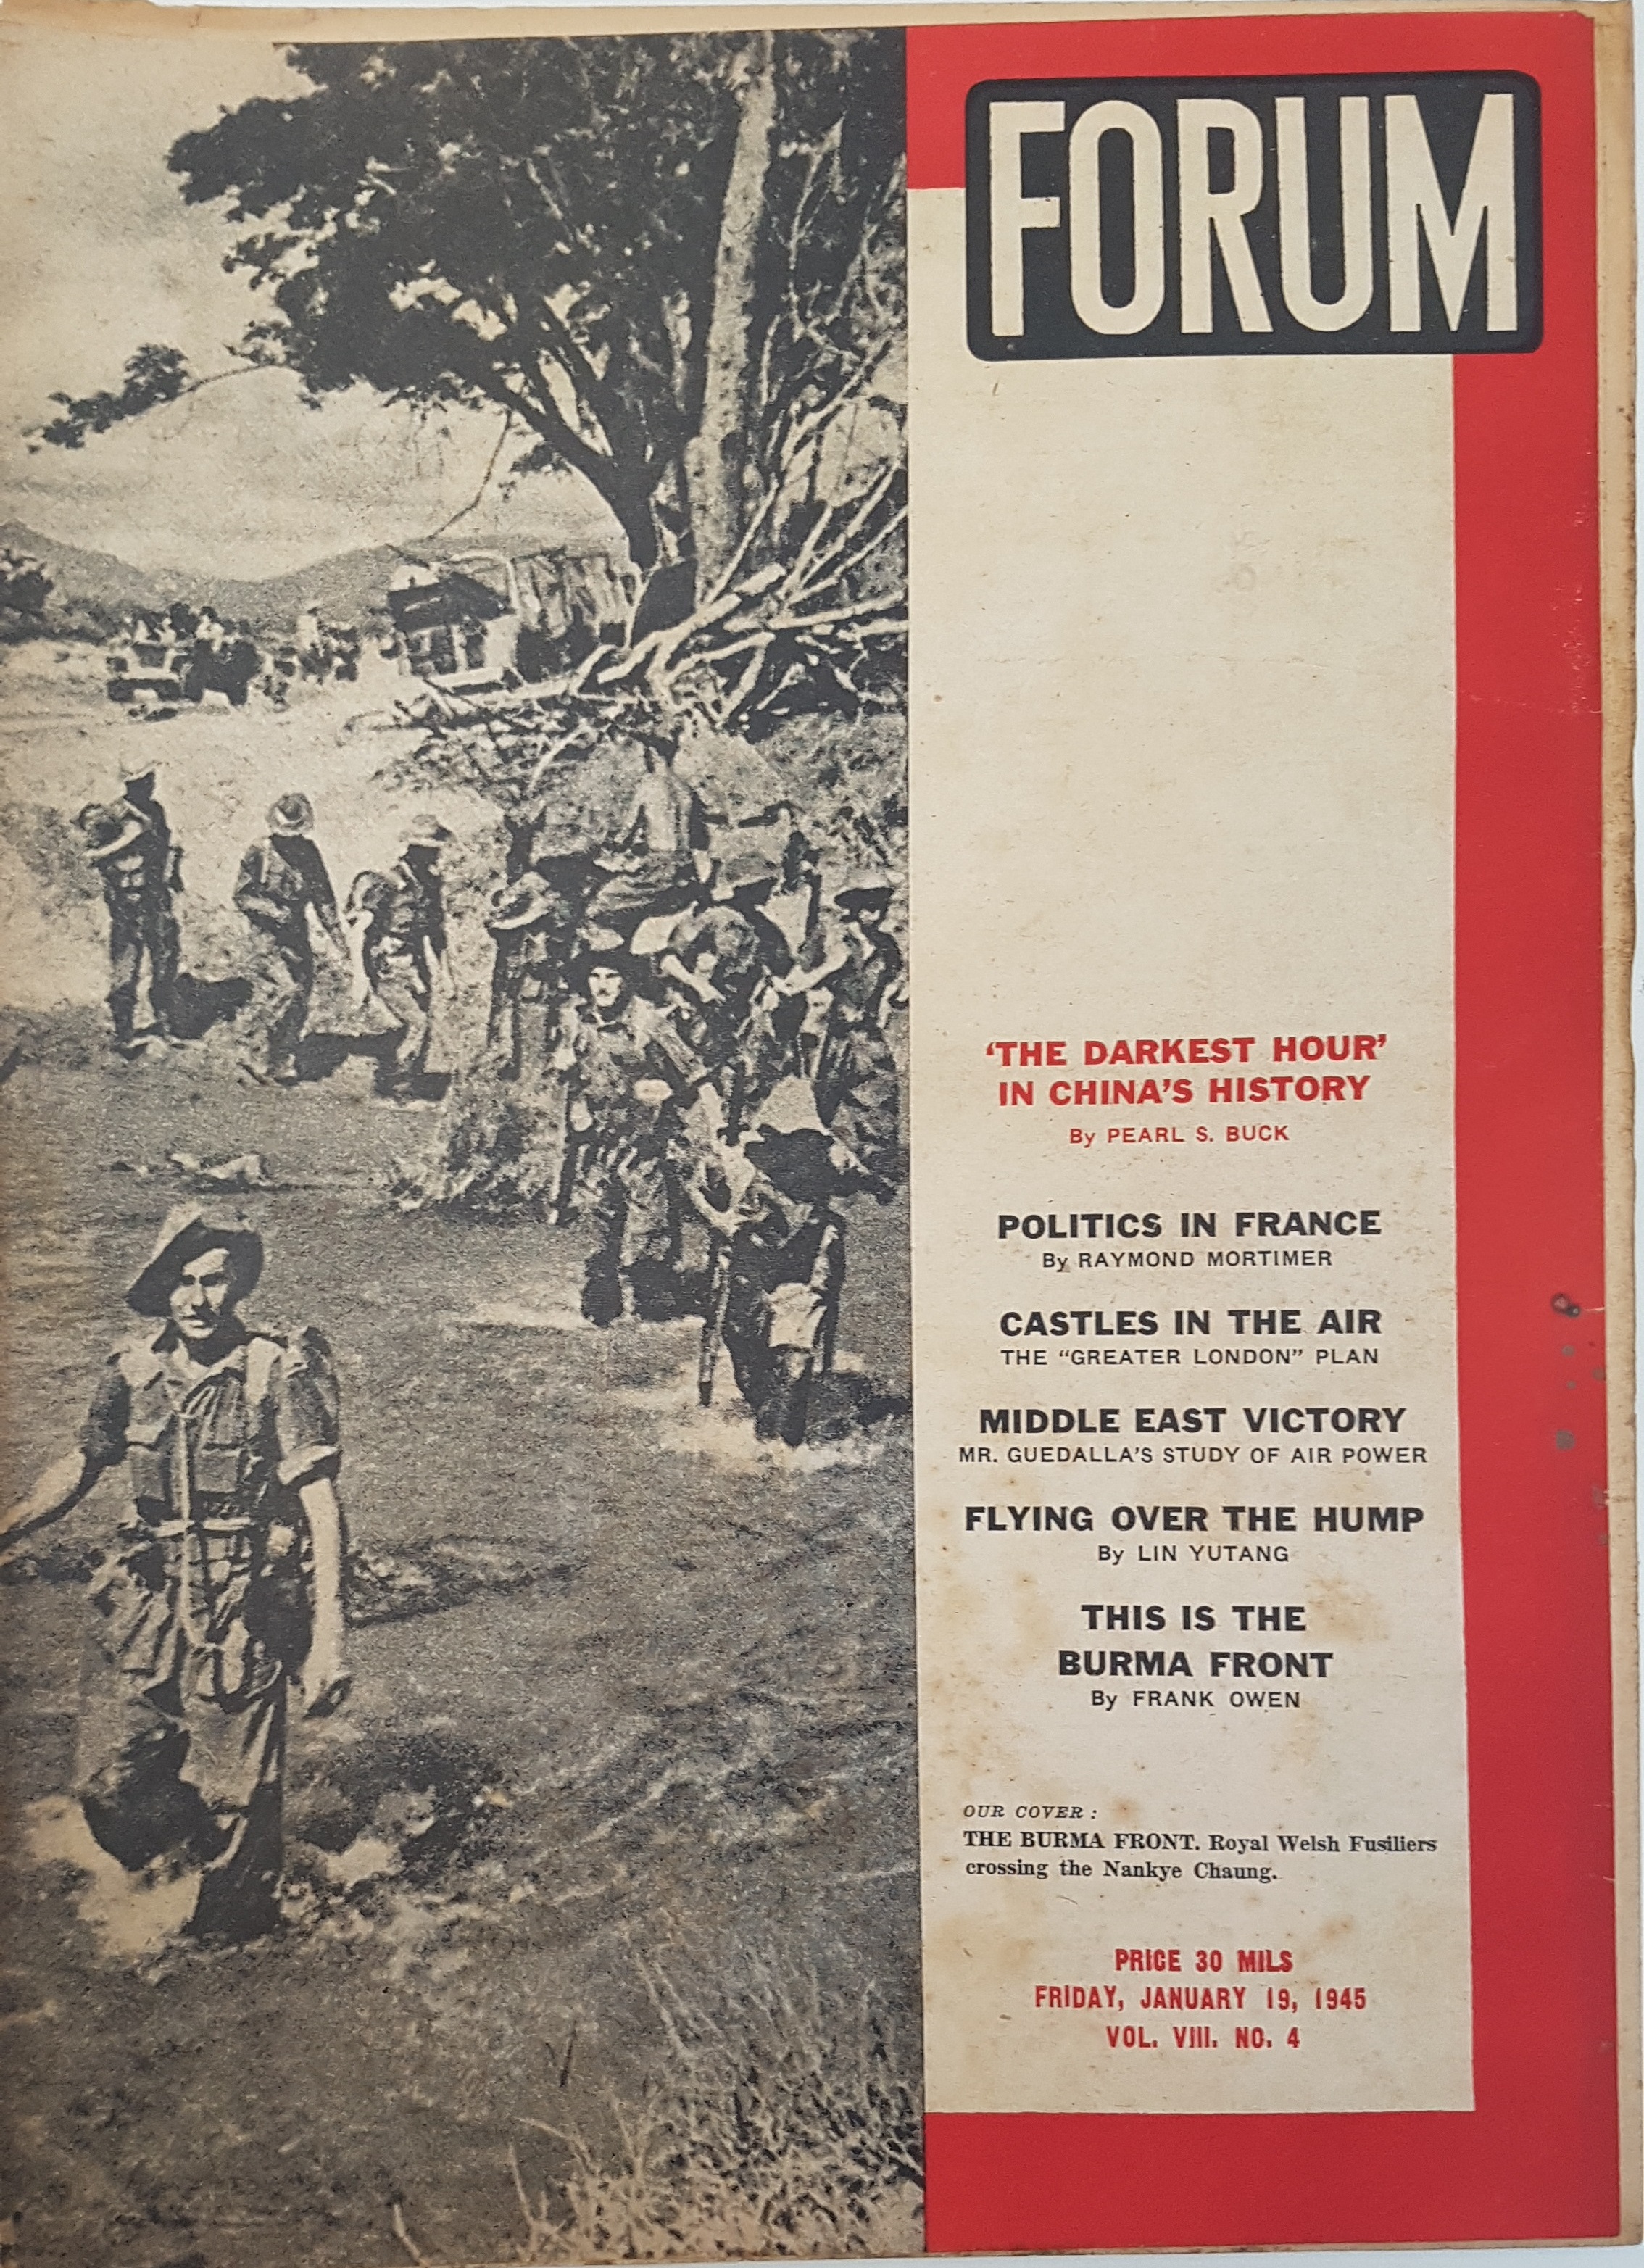 FORUM
‘THE DARKEST HOUR’
IN CHINA’S HISTORY
By PEARL S. BUCK
POLITICS IN FRANCE
By RAYMOND MORTIMER
CASTLES IN THE AIR
THE “GREATER LONDON” PLAN
MIDDLE EAST VICTORY
MR. GUEDALLA’S STUDY OF AIR POWER
FLYING OVER THE HUMP
By LIN YUTANG
THIS IS THE
BURMA FRONT
By FRANK OWEN
OUR COVER :
THE BURMA FRONT. Royal Welsh Fusiliers
crossing the Nankye Chaung.
PRICE 30 MILS
FRIDAY, JANUARY 19, 1945
VOL. VIII. NO. 4